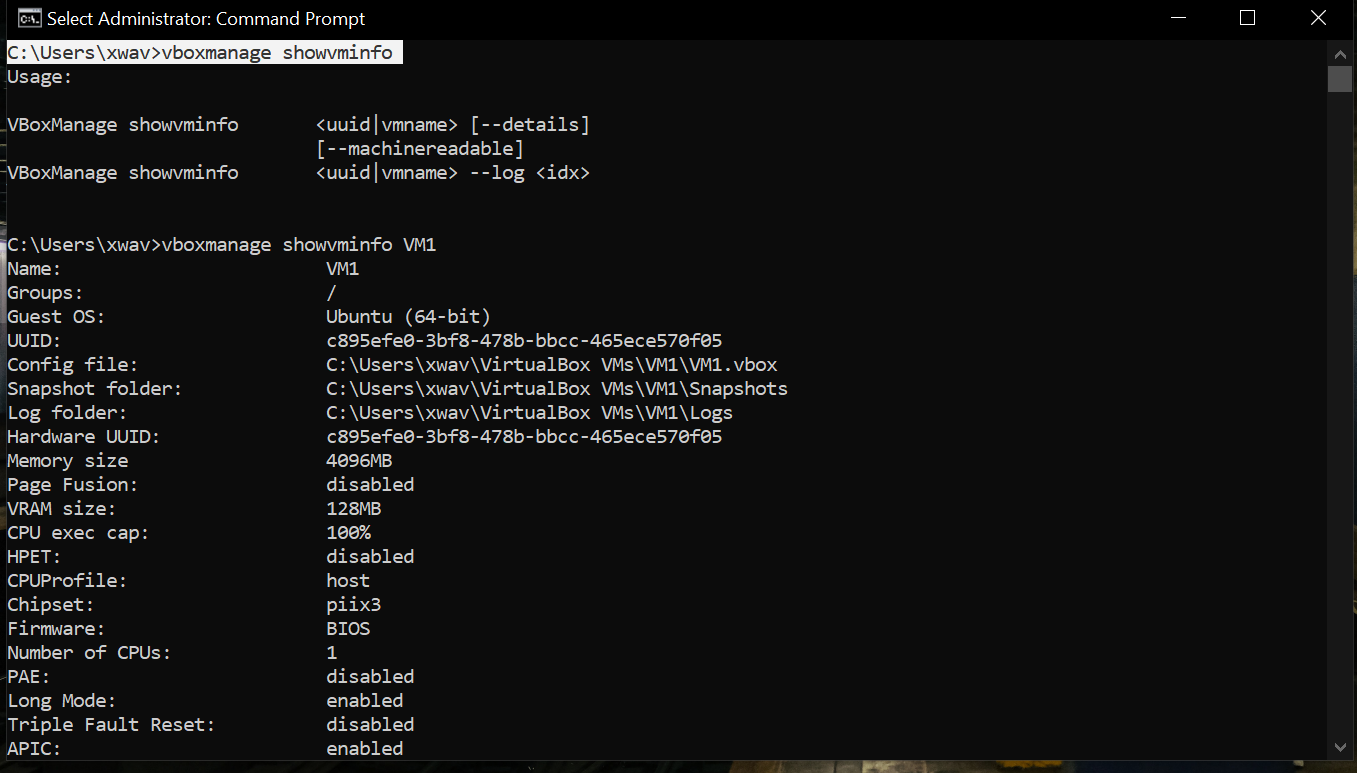 Select Administrator: Command Prompt
C:\Users\xwav>vboxmanage showvminfo
Usage:
VBoxManage showvminfo <uuid|vmname> [--details]
[--machinereadable]
VBoxManage showvminfo <uuid|vmname> --log <idx>
C:\Users\xwav>vboxmanage showvminfo VM1
Name: VM1
Groups: /
Guest OS: Ubuntu (64-bit)
UUID: c895efe0-3bf8-478b-bbcc-465ece570f05
Config file: C:\Users\xwav\VirtualBox VMs\VM1\VM1.vbox
Snapshot folder: C:\Users\xwav\VirtualBox VMs\VM1\Snapshots
Log folder: C:\Users\xwav\VirtualBox VMs\VM1\Logs
Hardware UUID: c895efe0-3bf8-478b-bbcc-465ece570f05
Memory size 4096MB
Page Fusion: disabled
VRAM size: 128MB
CPU exec cap: 100%
HPET: disabled
CPUProfile: host
Chipset: piix3
Firmware: BIOS
Number of CPUs: 1
PAE: disabled
Long Mode: enabled
Triple Fault Reset: disabled
APIC: enabled